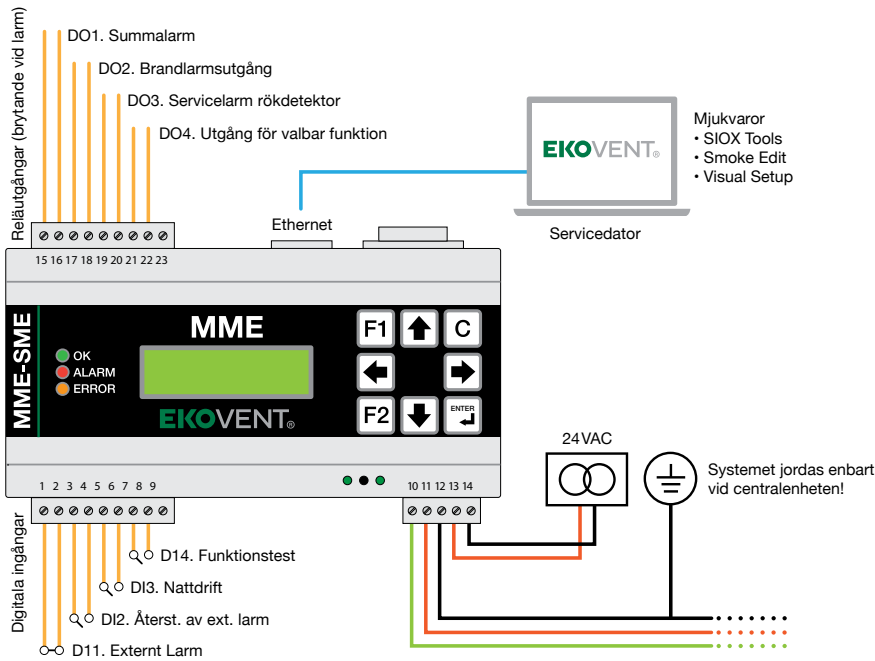 Reläutgångar (brytande vid larm)
DO1. Summalarm
DO2. Brandlarmsutgång
DO3. Servicelarm rökdetektor
DO4. Utgång för valbar funktion
Ethernet
EKOVENT®
Servicedator
Mjukvaror
• SIOX Tools
• Smoke Edit
• Visual Setup
15 16 17 18 19 20 21 22 23
MME-SME
MME
OK
ALARM
ERROR
EKOVENT®
F1
C
F2
ENTER
1 2 3 4 5 6 7 8 9
10 11 12 13 14
24VAC
Systemet jordas enbart
vid centralenheten!
Digitala ingångar
D14. Funktionstest
DI3. Nattdrift
DI2. Återst. av ext. larm
D11. Externt Larm